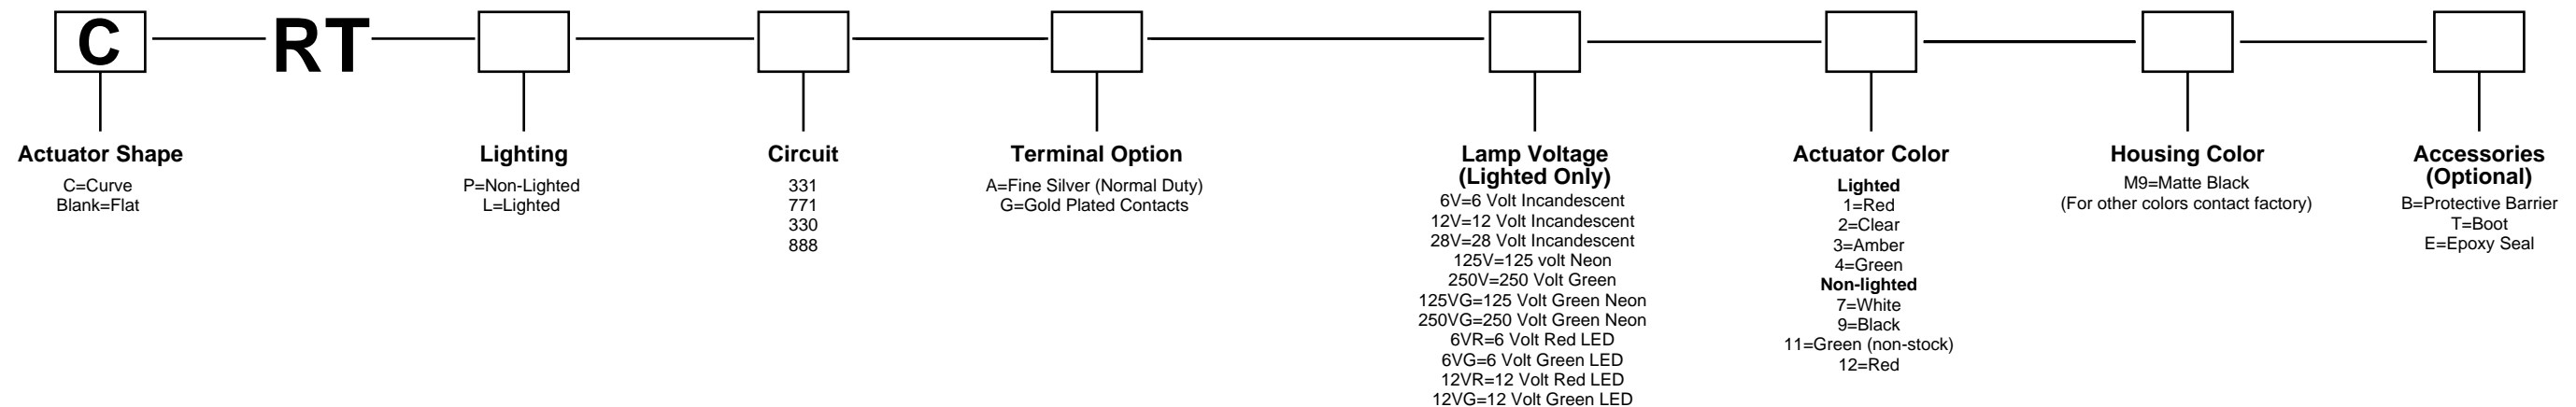 C RT
Actuator Shape
C=Curve
Blank=Flat
Lighting
P=Non-Lighted
L=Lighted
Circuit
331
771
330
888
Terminal Option
A=Fine Silver (Normal Duty)
G=Gold Plated Contacts
Lamp Voltage
(Lighted Only)
6V=6 Volt Incandescent
12V=12 Volt Incandescent
28V=28 Volt Incandescent
125V=125 volt Neon
250V=250 Volt Green
125VG=125 Volt Green Neon
250VG=250 Volt Green Neon
6VR=6 Volt Red LED
6VG=6 Volt Green LED
12VR=12 Volt Red LED
12VG=12 Volt Green LED
Actuator Color
Lighted
1=Red
2=Clear
3=Amber
4=Green
Non-lighted
7=White
9=Black
11=Green (non-stock)
12=Red
Housing Color
M9=Matte Black
(For other colors contact factory)
Accessories
(Optional)
B=Protective Barrier
T=Boot
E=Epoxy Seal